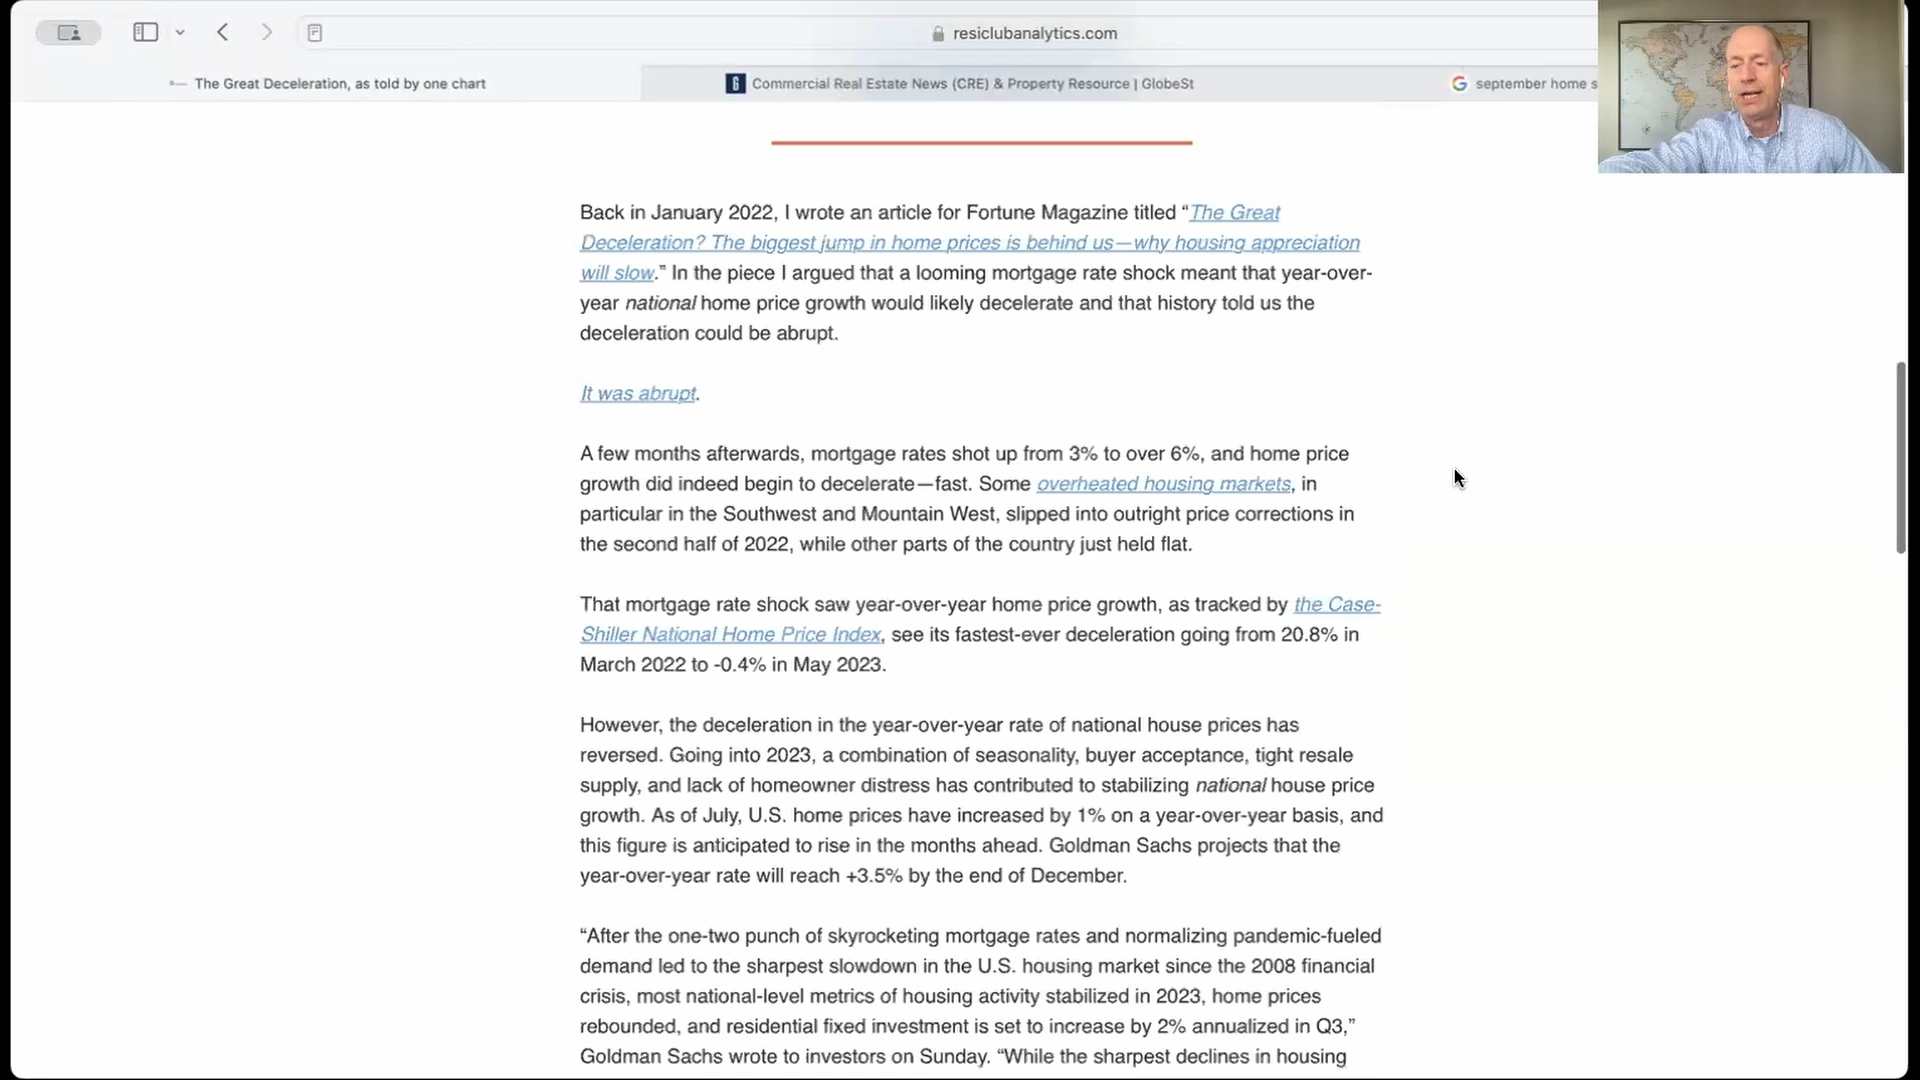 resiclubanalytics.com
The Great Deceleration, as told by one chart
Commercial Real Estate News (CRE) & Property Resource | GlobeSt
september home s
Back in January 2022, I wrote an article for Fortune Magazine titled “The Great
Deceleration? The biggest jump in home prices is behind us—why housing appreciation
will slow.” In the piece I argued that a looming mortgage rate shock meant that year-over-
year national home price growth would likely decelerate and that history told us the
deceleration could be abrupt.
It was abrupt.
A few months afterwards, mortgage rates shot up from 3% to over 6%, and home price
growth did indeed begin to decelerate—fast. Some overheated housing markets, in
particular in the Southwest and Mountain West, slipped into outright price corrections in
the second half of 2022, while other parts of the country just held flat.
That mortgage rate shock saw year-over-year home price growth, as tracked by the Case-
Shiller National Home Price Index, see its fastest-ever deceleration going from 20.8% in
March 2022 to -0.4% in May 2023.
However, the deceleration in the year-over-year rate of national house prices has
reversed. Going into 2023, a combination of seasonality, buyer acceptance, tight resale
supply, and lack of homeowner distress has contributed to stabilizing national house price
growth. As of July, U.S. home prices have increased by 1% on a year-over-year basis, and
this figure is anticipated to rise in the months ahead. Goldman Sachs projects that the
year-over-year rate will reach +3.5% by the end of December.
“After the one-two punch of skyrocketing mortgage rates and normalizing pandemic-fueled
demand led to the sharpest slowdown in the U.S. housing market since the 2008 financial
crisis, most national-level metrics of housing activity stabilized in 2023, home prices
rebounded, and residential fixed investment is set to increase by 2% annualized in Q3,”
Goldman Sachs wrote to investors on Sunday. “While the sharpest declines in housing